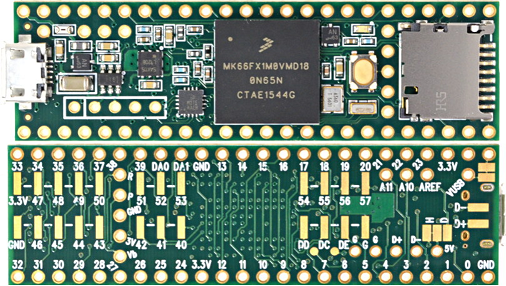 MK66FX1M0VMD18
0N65N
CTAE1544G
AN
33 34 35 36 37 38 39 DA0 DA1 GND 13 14 15 16 17 18 19 20 21 22 23 3.3V
A11 A10 AREF VUSB
3.3V 47 48 49 50 51 52 53 54 55 56 57
D+
D-
GND 46 45 44 43 42 41 40 DD DC DE G G D+ D-
3V
Vb
5V
32 31 30 29 28 27 26 25 24 3.3V 12 11 10 9 8 7 6 5 4 3 2 1 0 GND